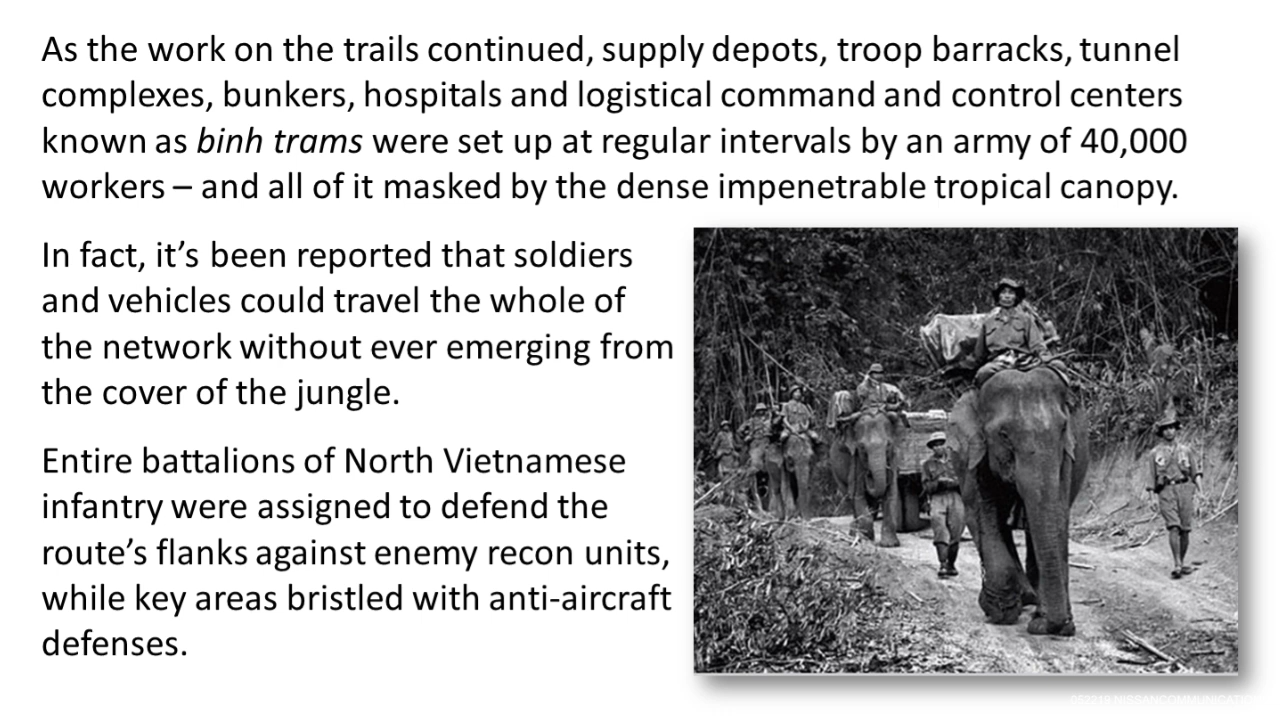 As the work on the trails continued, supply depots, troop barracks, tunnel
complexes, bunkers, hospitals and logistical command and control centers
known as binh trams were set up at regular intervals by an army of 40,000
workers – and all of it masked by the dense impenetrable tropical canopy.
In fact, it’s been reported that soldiers
and vehicles could travel the whole of
the network without ever emerging from
the cover of the jungle.
Entire battalions of North Vietnamese
infantry were assigned to defend the
route’s flanks against enemy recon units,
while key areas bristled with anti-aircraft
defenses.